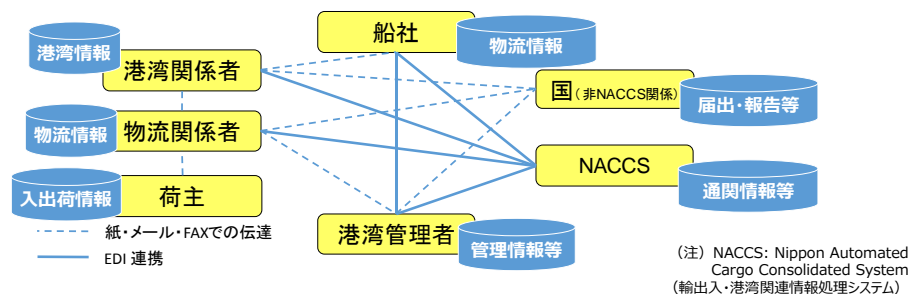 船社
物流情報
港湾情報
港湾関係者
国(非NACCS関係)
届出・報告等
物流関係者
物流情報
NACCS
通関情報等
入出荷情報
荷主
港湾管理者
管理情報等
紙・メール・FAXでの伝達
EDI 連携
(注) NACCS: Nippon Automated
Cargo Consolidated System
(輸出入・港湾関連情報処理システム)